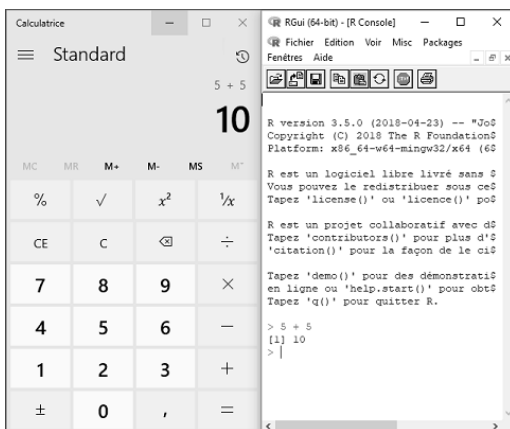 Calculatrice
Standard
5 + 5
10
MC MR M+ M- MS M˅
% √ x² ¹/x
CE C ÷
7 8 9 ×
4 5 6 −
1 2 3 +
± 0 , =
RGui (64-bit) - [R Console]
Fichier Edition Voir Misc Packages
Fenêtres Aide
R version 3.5.0 (2018-04-23) -- "Jo$
Copyright (C) 2018 The R Foundation$
Platform: x86_64-w64-mingw32/x64 (6$
R est un logiciel libre livré sans $
Vous pouvez le redistribuer sous ce$
Tapez 'license()' ou 'licence()' po$
R est un projet collaboratif avec d$
Tapez 'contributors()' pour plus d'$
'citation()' pour la façon de le ci$
Tapez 'demo()' pour des démonstrati$
en ligne ou 'help.start()' pour obt$
Tapez 'q()' pour quitter R.
> 5 + 5
[1] 10
>